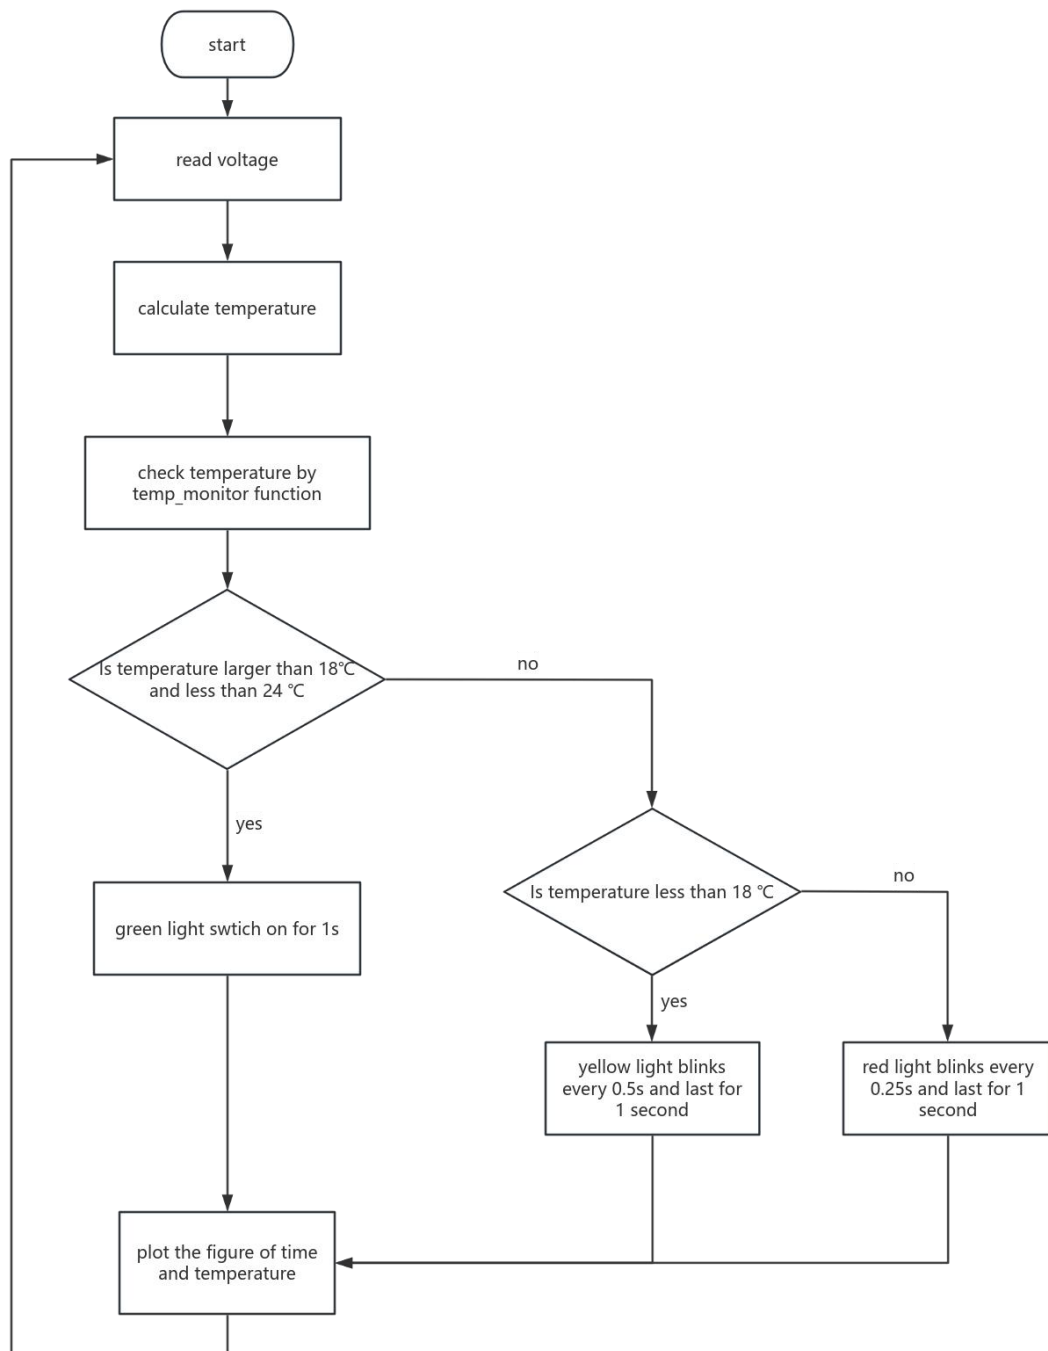 start
read voltage
calculate temperature
check temperature by
temp_monitor function
Is temperature larger than 18℃
and less than 24 ℃
no
yes
green light swtich on for 1s
Is temperature less than 18 ℃
no
yes
yellow light blinks
every 0.5s and last for
1 second
red light blinks every
0.25s and last for 1
second
plot the figure of time
and temperature